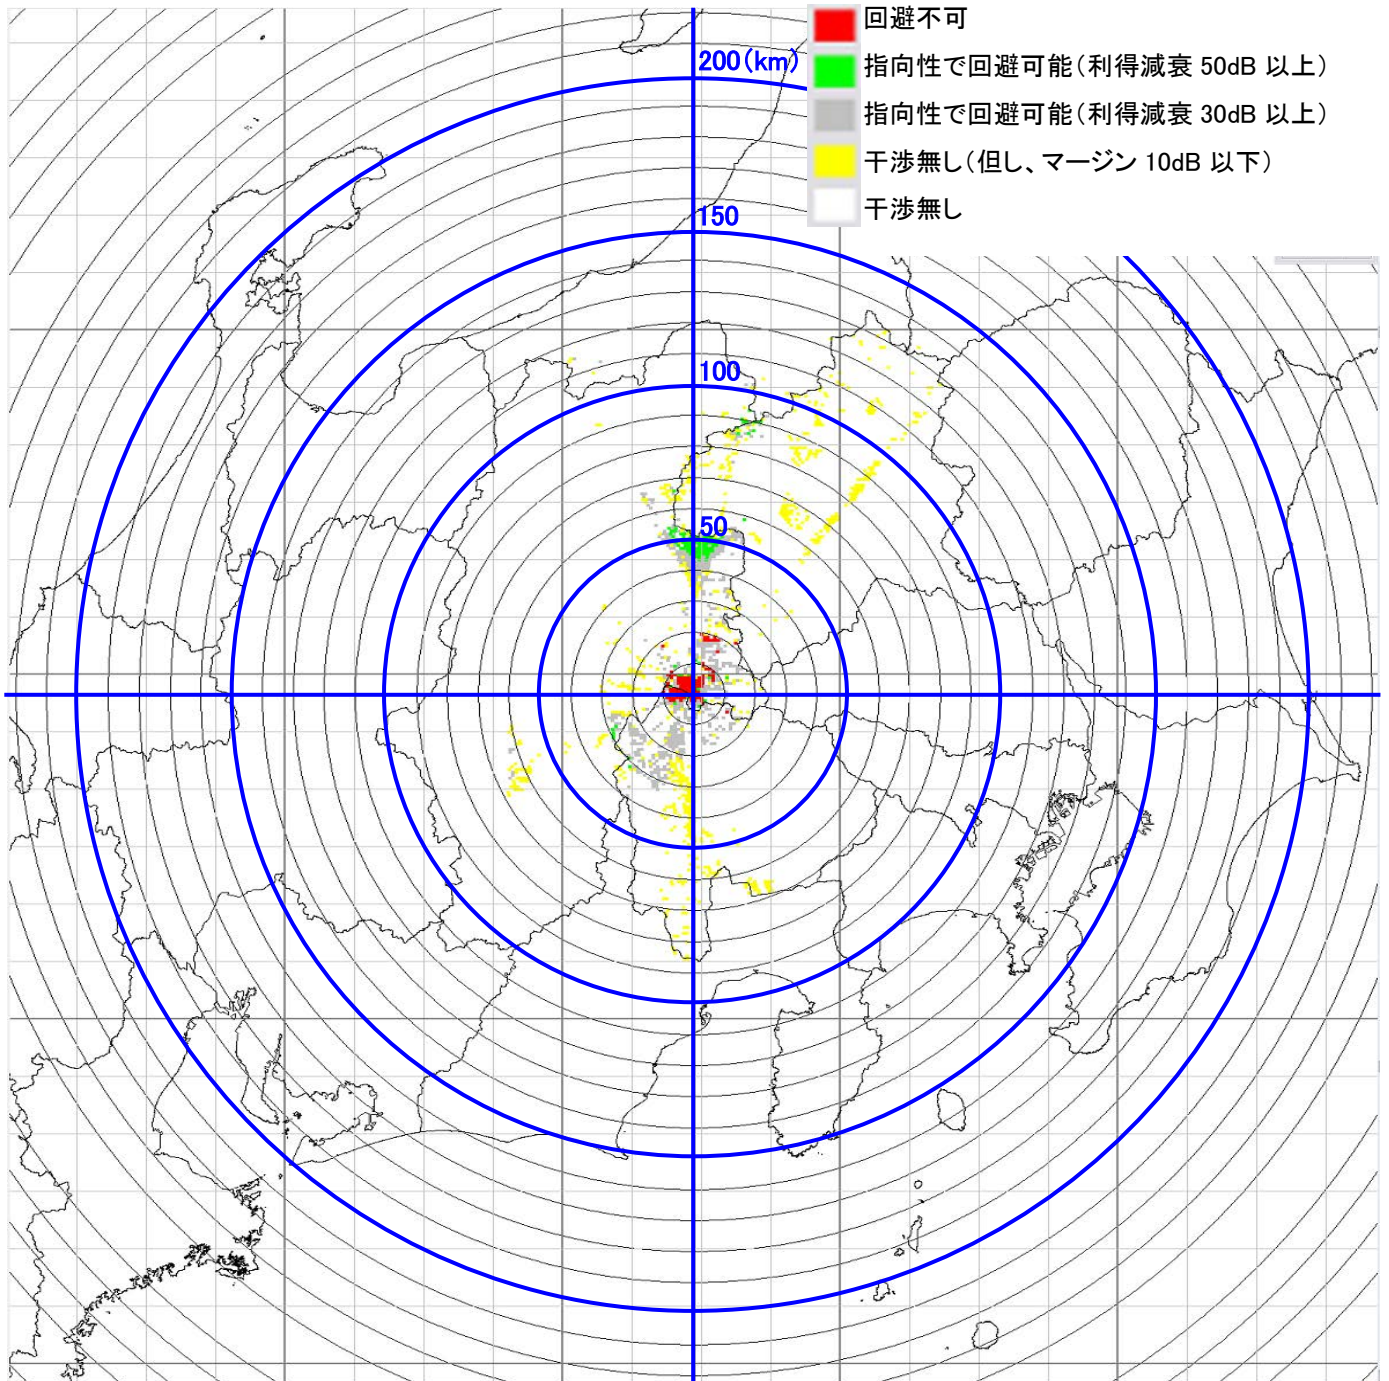 回避不可
200(km)
指向性で回避可能(利得減衰 50dB 以上)
指向性で回避可能(利得減衰 30dB 以上)
干渉無し(但し、マージン 10dB 以下)
干渉無し
150
100
50